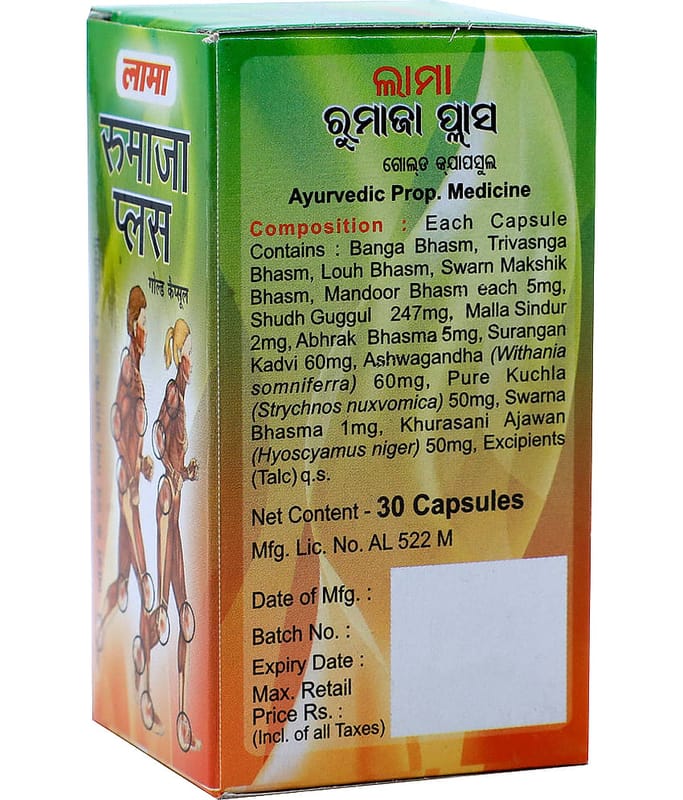 लामा
रुमाजा
प्लस
गोल्ड कैप्सूल
ଲାମା
ରୁମାଜା ପ୍ଲାସ
ଗୋଲ୍ଡ କ୍ୟାପସୁଲ
Ayurvedic Prop. Medicine
Composition : Each Capsule
Contains : Banga Bhasm, Trivasnga
Bhasm, Louh Bhasm, Swarn Makshik
Bhasm, Mandoor Bhasm each 5mg,
Shudh Guggul 247mg, Malla Sindur
2mg, Abhrak Bhasma 5mg, Surangan
Kadvi 60mg, Ashwagandha (Withania
somniferra) 60mg, Pure Kuchla
(Strychnos nuxvomica) 50mg, Swarna
Bhasma 1mg, Khurasani Ajawan
(Hyoscyamus niger) 50mg, Excipients
(Talc) q.s.
Net Content - 30 Capsules
Mfg. Lic. No. AL 522 M
Date of Mfg. :
Batch No. :
Expiry Date :
Max. Retail
Price Rs. :
(Incl. of all Taxes)